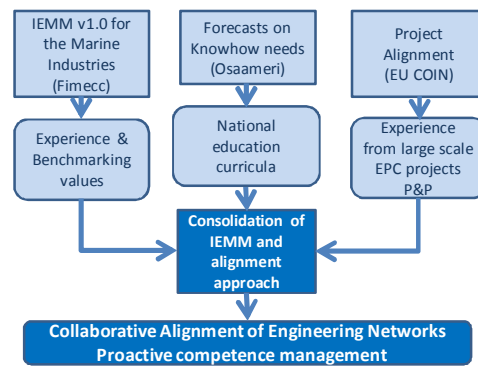 IEMM v1.0 for
the Marine
Industries
(Fimecc)
Forecasts on
Knowhow needs
(Osaameri)
Project
Alignment
(EU COIN)
Experience &
Benchmarking
values
National
education
curricula
Experience
from large scale
EPC projects
P&P
Consolidation of
IEMM and
alignment
approach
Collaborative Alignment of Engineering Networks
Proactive competence management